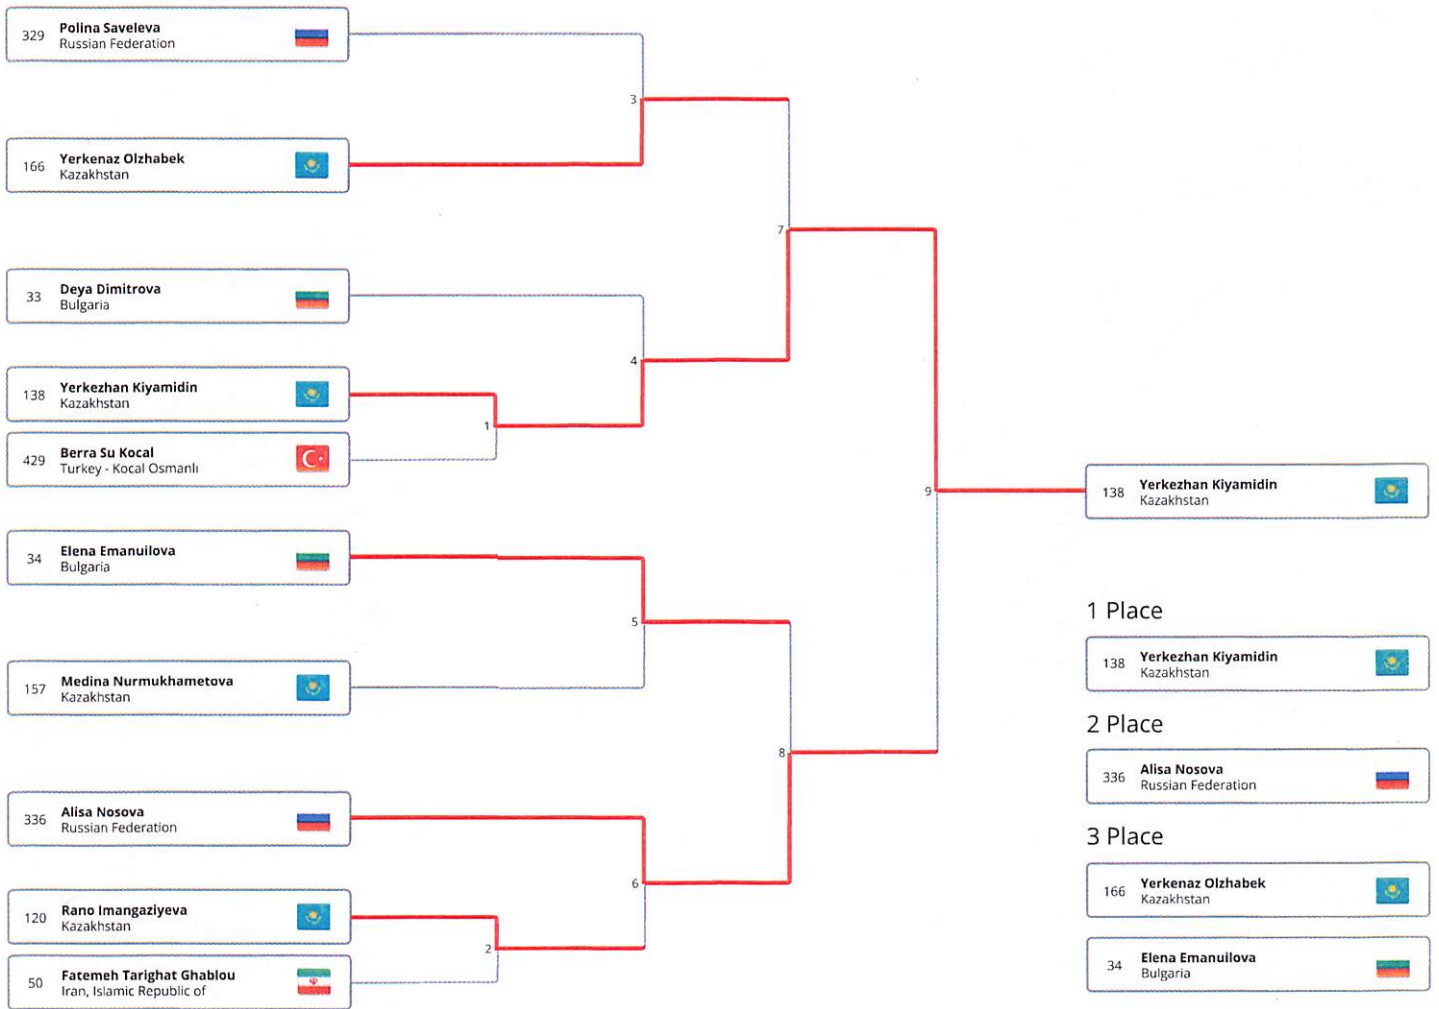 329 Polina Saveleva
Russian Federation
3
166 Yerkenaz Olzhabek
Kazakhstan
7
33 Deya Dimitrova
Bulgaria
4
138 Yerkezhan Kiyamidin
Kazakhstan
1
429 Berra Su Kocal
Turkey - Kocal Osmanlı
9
138 Yerkezhan Kiyamidin
Kazakhstan
34 Elena Emanuilova
Bulgaria
5
157 Medina Nurmukhametova
Kazakhstan
8
336 Alisa Nosova
Russian Federation
6
120 Rano Imangaziyeva
Kazakhstan
2
50 Fatemeh Tarighat Ghablou
Iran, Islamic Republic of
1 Place
138 Yerkezhan Kiyamidin
Kazakhstan
2 Place
336 Alisa Nosova
Russian Federation
3 Place
166 Yerkenaz Olzhabek
Kazakhstan
34 Elena Emanuilova
Bulgaria